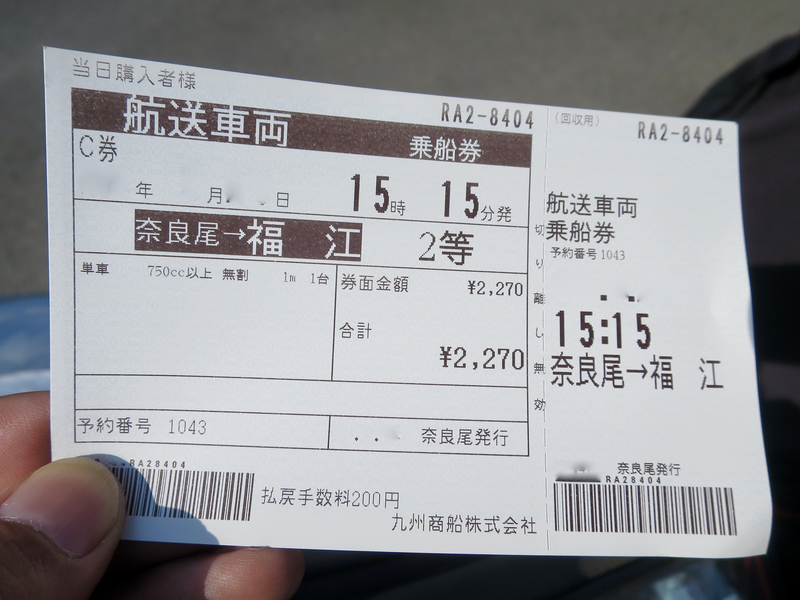 当日購入者様
航送車両
乗船券
RA2-8404
C券
年 月 日 15時 15分発
奈良尾→福 江 2等
単車 750cc以上 無割 1m 1台
券面金額 ¥2,270
合計 ¥2,270
予約番号 1043
奈良尾発行
RA28404
払戻手数料200円
九州商船株式会社
切り離し無効
(回収用)
RA2-8404
航送車両
乗船券
予約番号 1043
15:15
奈良尾→福 江
奈良尾発行
RA28404